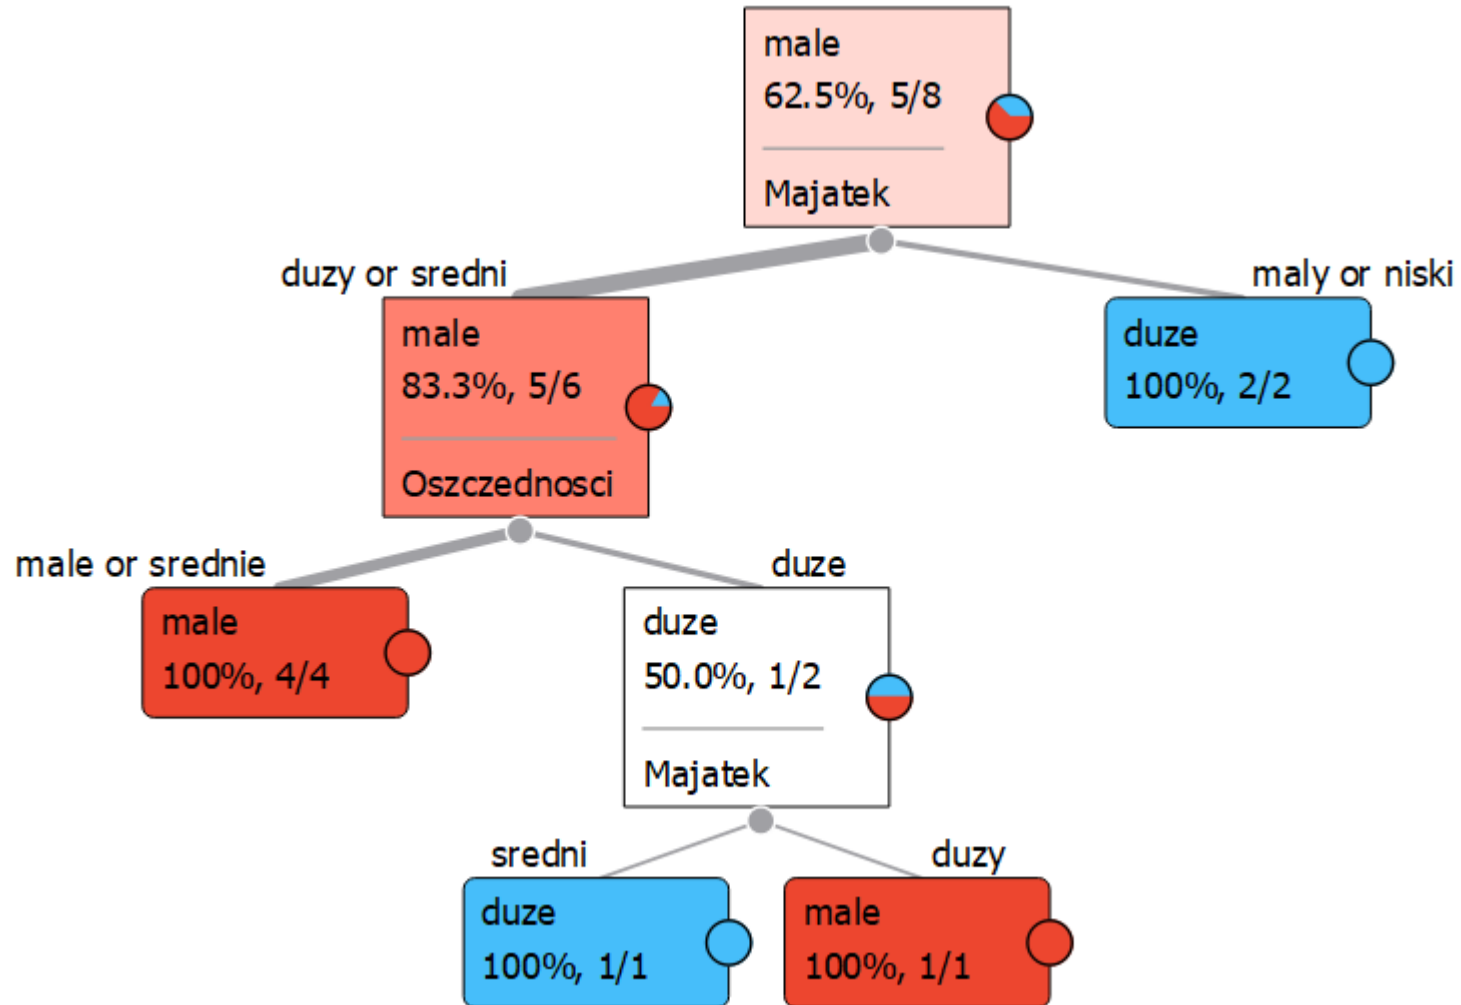 male
62.5%, 5/8
Majatek
duzy or sredni
maly or niski
male
83.3%, 5/6
Oszczednosci
duze
100%, 2/2
male or srednie
duze
male
100%, 4/4
duze
50.0%, 1/2
Majatek
sredni
duzy
duze
100%, 1/1
male
100%, 1/1